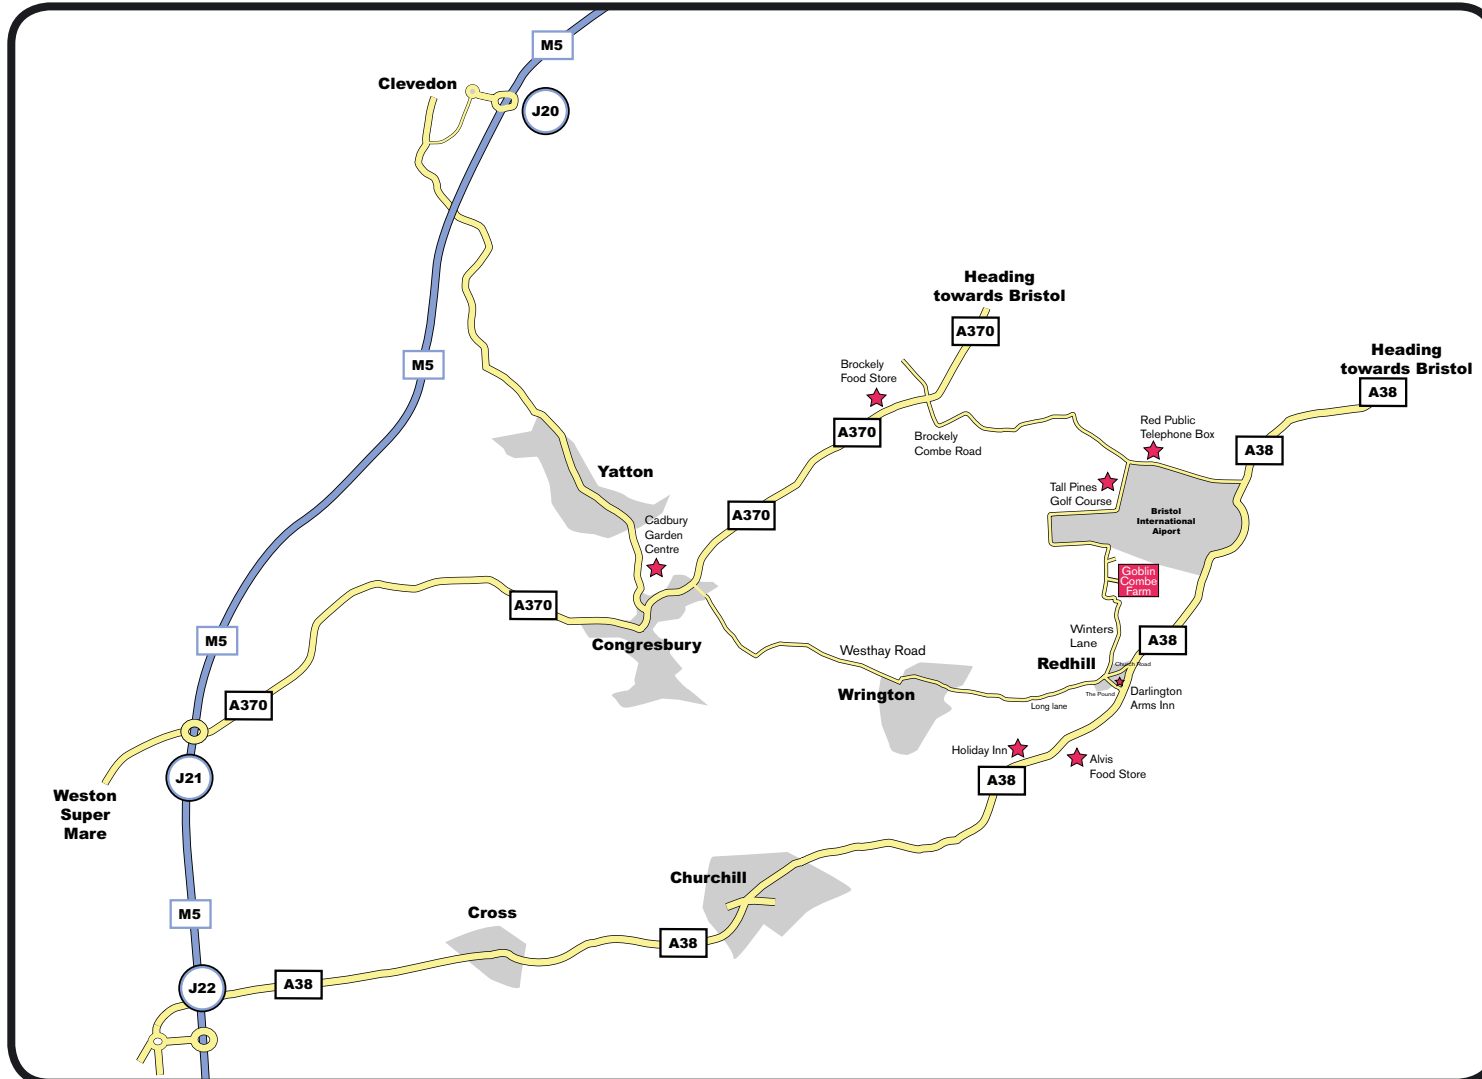 M5
Clevedon
J20
Heading
towards Bristol
A370
M5
Heading
towards Bristol
A38
Brockely
Food Store
A370
Brockely
Combe Road
Red Public
Telephone Box
A38
Yatton
Tall Pines
Golf Course
Cadbury
Garden
Centre
A370
Bristol
International
Aiport
Goblin
Combe
Farm
A370
M5
Congresbury
Westhay Road
Winters
Lane
A38
Redhill
Church Road
Wrington
The Pound
Darlington
Arms Inn
Long lane
A370
Holiday Inn
Alvis
Food Store
J21
A38
Weston
Super
Mare
Churchill
M5
Cross
A38
J22
A38